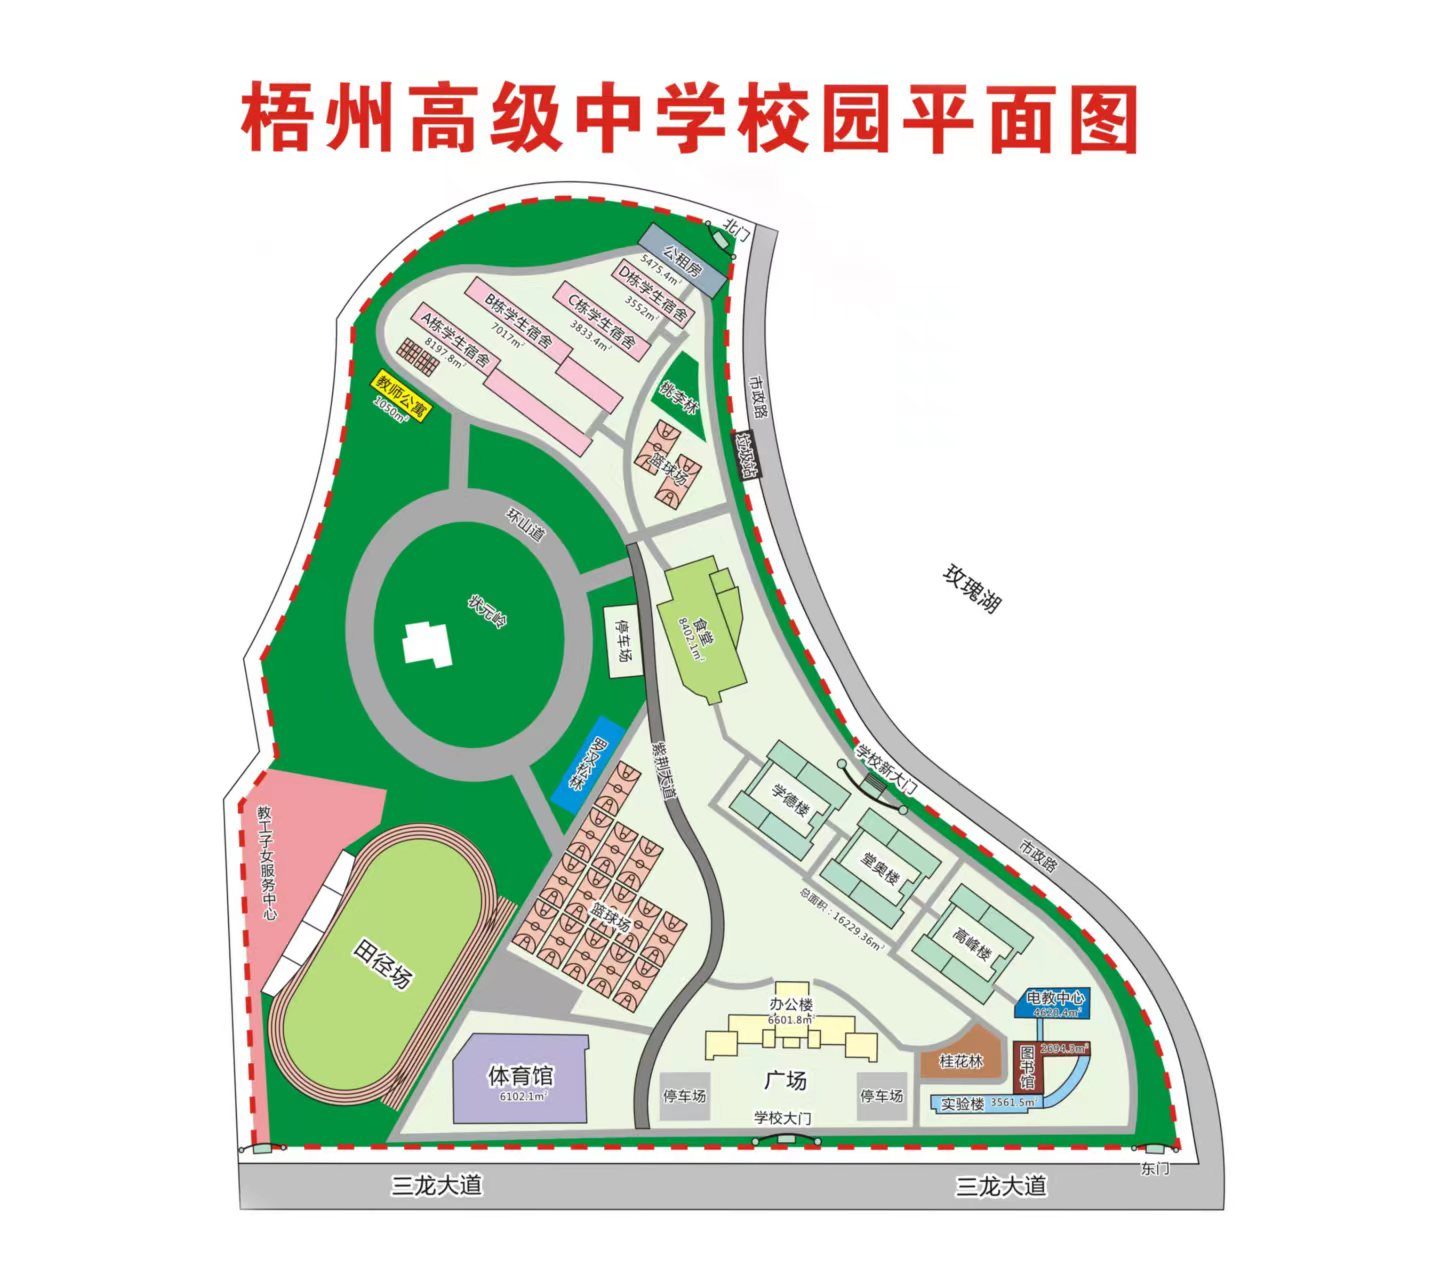 梧州高级中学校园平面图
北门
公租房
5475.4㎡
D栋学生宿舍
3552㎡
C栋学生宿舍
3833.4㎡
B栋学生宿舍
7017㎡
A栋学生宿舍
8197.8㎡
教师公寓
1050㎡
桃李林
市政路
垃圾站
篮球场
环山道
状元岭
玫瑰湖
停车场
食堂
8402.1㎡
罗汉松林
紫荆大道
学校新大门
学德楼
堂奥楼
高峰楼
总面积：16229.36㎡
市政路
教工子女服务中心
田径场
篮球场
办公楼
6601.8㎡
电教中心
4620.4㎡
图书馆
2694.3㎡
桂花林
实验楼 3561.5㎡
体育馆
6102.1㎡
停车场
广场
停车场
学校大门
东门
三龙大道
三龙大道